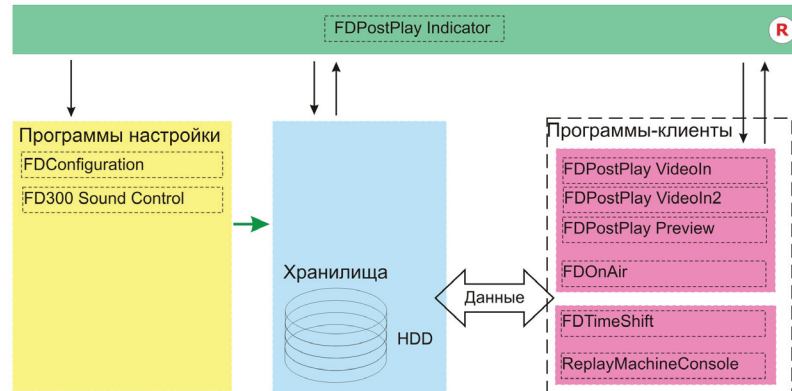 FDPostPlay Indicator
R
Программы настройки
FDConfiguration
FD300 Sound Control
Хранилища
HDD
Данные
Программы-клиенты
FDPostPlay VideoIn
FDPostPlay VideoIn2
FDPostPlay Preview
FDOnAir
FDTimeShift
ReplayMachineConsole